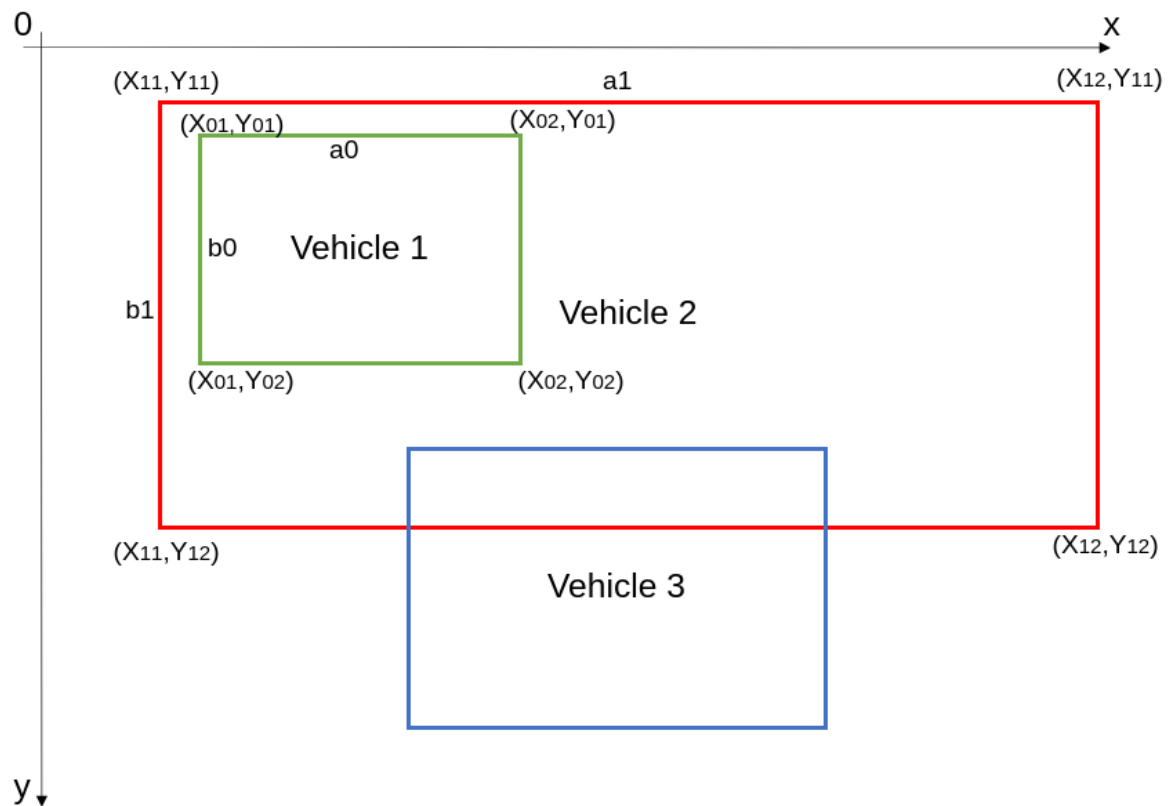 0
x
(X11,Y11)
a1
(X12,Y11)
(X01,Y01)
(X02,Y01)
a0
b0
Vehicle 1
b1
Vehicle 2
(X01,Y02)
(X02,Y02)
(X11,Y12)
(X12,Y12)
Vehicle 3
y